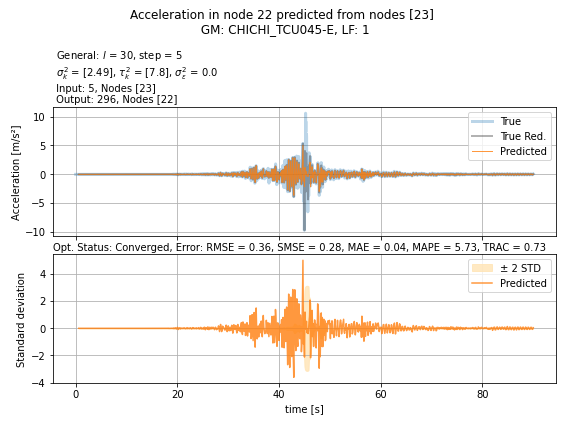 Acceleration in node 22 predicted from nodes [23]
GM: CHICHI_TCU045-E, LF: 1
General: l = 30, step = 5
σ²ₖ = [2.49], τ²ₖ = [7.8], σ²ε = 0.0
Input: 5, Nodes [23]
Output: 296, Nodes [22]
10
5
0
−5
−10
Acceleration [m/s²]
True
True Red.
Predicted
Opt. Status: Converged, Error: RMSE = 0.36, SMSE = 0.28, MAE = 0.04, MAPE = 5.73, TRAC = 0.73
4
2
0
−2
−4
Standard deviation
± 2 STD
Predicted
0 20 40 60 80
time [s]